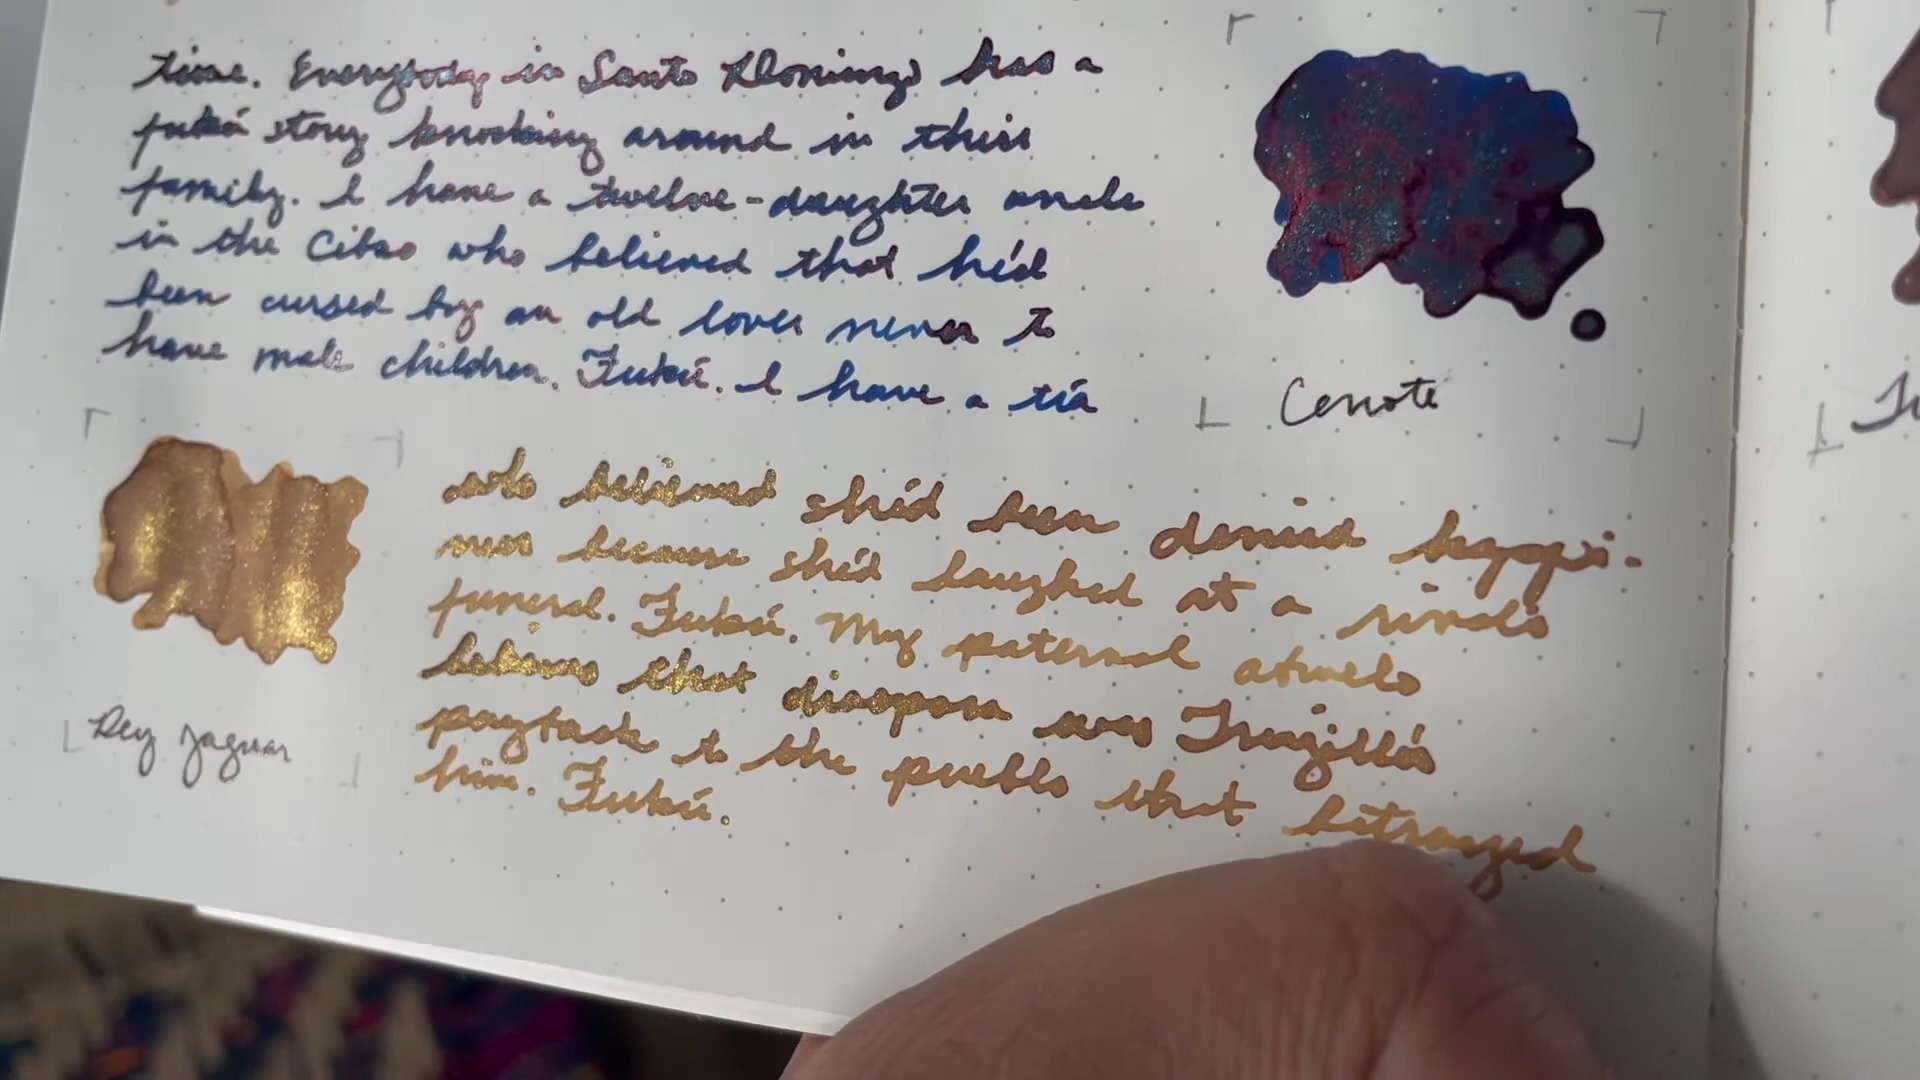 time. Everybody in Santo Domingo has a
fukú story knocking around in their
family. I have a twelve-daughter uncle
in the Cibao who believed that he'd
been cursed by an old lover never to
have male children. Fukú. I have a tía
Cenote
who believed she'd been denied happi-
ness because she'd laughed at a rival's
funeral. Fukú. My paternal abuelo
believes that diaspora was Trujillo's
payback to the pueblo that betrayed
him. Fukú.
Rey Jaguar